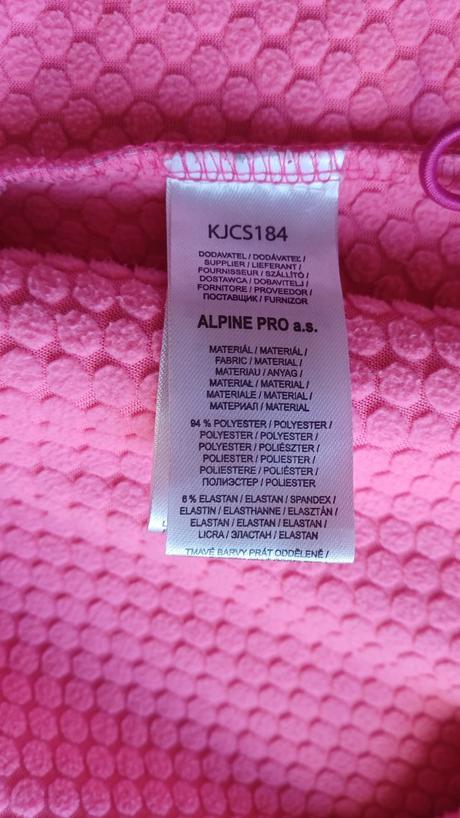 KJCS184
DODAVATEL / DODÁVATEĽ /
SUPPLIER / LIEFERANT /
FOURNISSEUR / SZÁLLÍTÓ /
DOSTAWCA / DOBAVITELJ /
FORNITORE / PROVEEDOR /
ПОСТАВЩИК / FURNIZOR
ALPINE PRO a.s.
MATERIÁL / MATERIÁL /
FABRIC / MATERIAL /
MATERIAU / ANYAG /
MATERIAŁ / MATERIAL /
MATERIALE / MATERIAL /
МАТЕРИАЛ / MATERIAL
94 % POLYESTER / POLYESTER /
POLYESTER / POLYESTER /
POLYESTER / POLIÉSZTER /
POLIESTER / POLIESTER /
POLIESTERE / POLIÉSTER /
ПОЛИЭСТЕР / POLIESTER
6 % ELASTAN / ELASTAN / SPANDEX /
ELASTIN / ELASTHANNE / ELASZTÁN /
ELASTAN / ELASTAN / ELASTAN /
LICRA / ЭЛАСТАН / ELASTAN
TMAVÉ BARVY PRÁT ODDĚLENĚ /